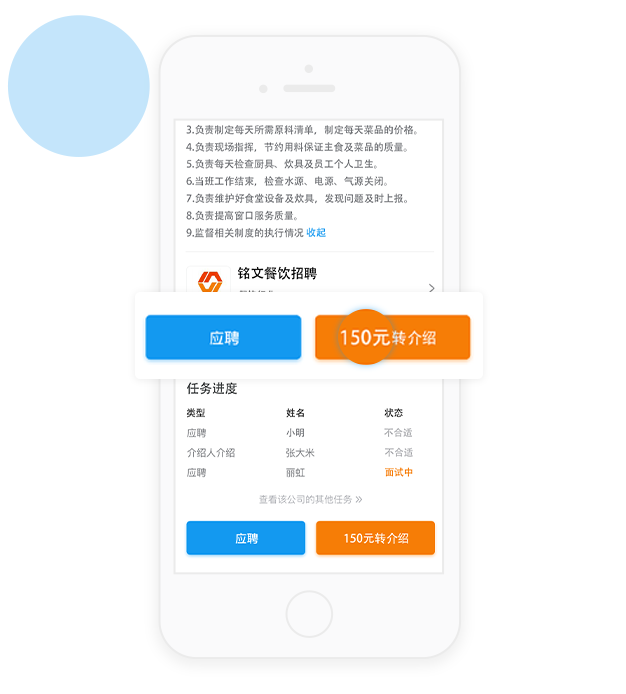 3.负责制定每天所需原料清单，制定每天菜品的价格。
4.负责现场指挥，节约用料保证主食及菜品的质量。
5.负责每天检查厨具、炊具及员工个人卫生。
6.当班工作结束，检查水源、电源、气源关闭。
7.负责维护好食堂设备及炊具，发现问题及时上报。
8.负责提高窗口服务质量。
9.监督相关制度的执行情况 收起
铭文餐饮招聘
应聘 150元转介绍
任务进度
类型 姓名 状态
应聘 小明 不合适
介绍人介绍 张大米 不合适
应聘 丽虹 面试中
查看该公司的其他任务 »
应聘 150元转介绍